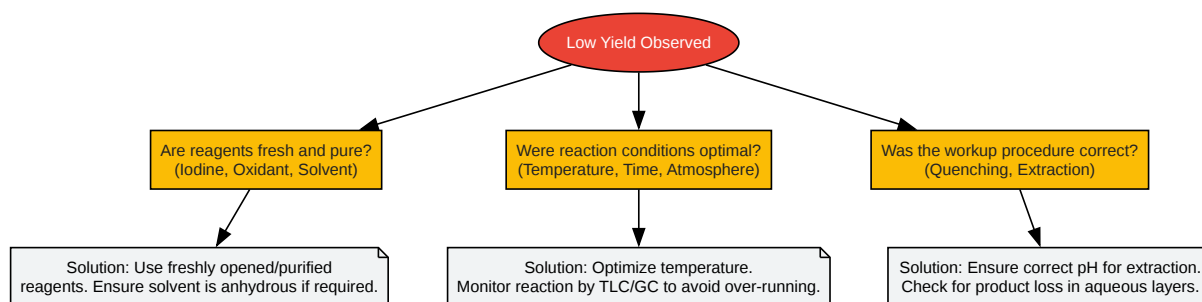 Low Yield Observed
Are reagents fresh and pure?
(Iodine, Oxidant, Solvent)
Were reaction conditions optimal?
(Temperature, Time, Atmosphere)
Was the workup procedure correct?
(Quenching, Extraction)
Solution: Use freshly opened/purified
reagents. Ensure solvent is anhydrous if required.
Solution: Optimize temperature.
Monitor reaction by TLC/GC to avoid over-running.
Solution: Ensure correct pH for extraction.
Check for product loss in aqueous layers.